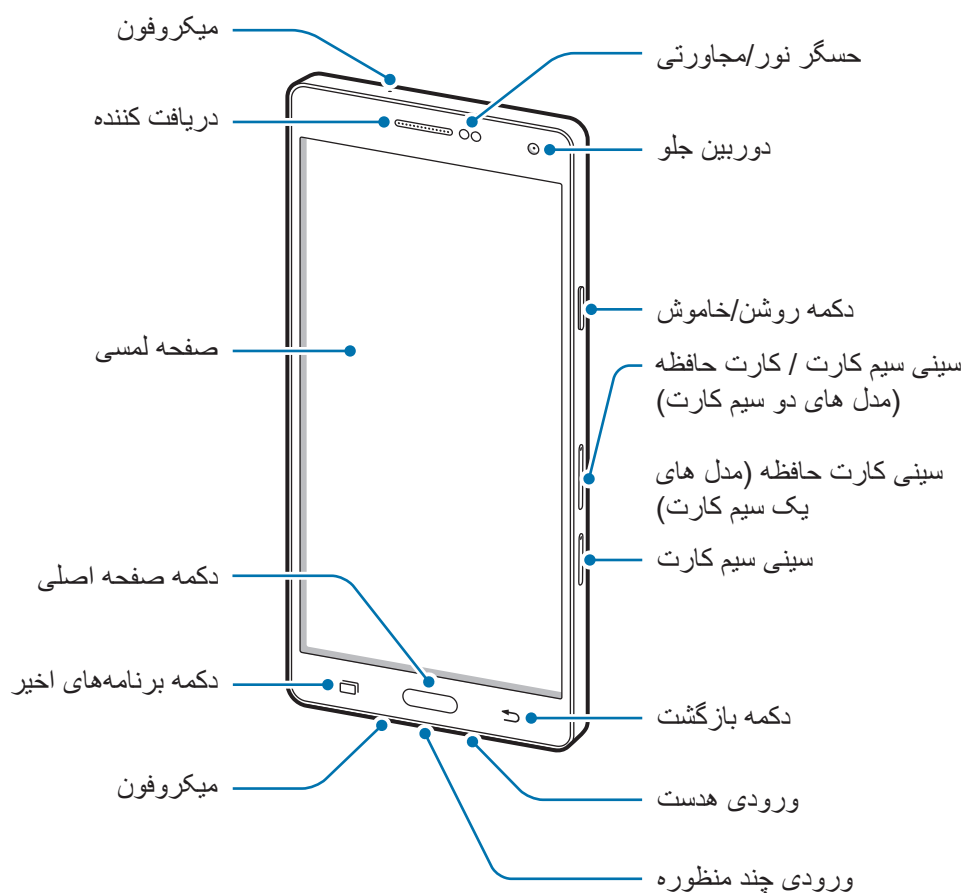 میکروفون
حسگر نور/مجاورتی
دریافت کننده
دوربین جلو
دکمه روشن/خاموش
صفحه لمسی
سینی سیم کارت / کارت حافظه
(مدل های دو سیم کارت)
سینی کارت حافظه (مدل های
یک سیم کارت)
سینی سیم کارت
دکمه صفحه اصلی
دکمه برنامه‌های اخیر
دکمه بازگشت
میکروفون
ورودی هدست
ورودی چند منظوره